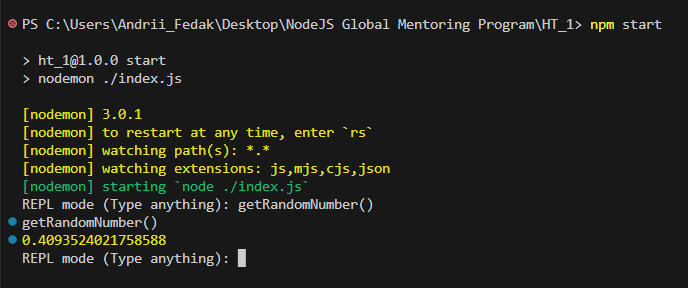 PS C:\Users\Andrii_Fedak\Desktop\NodeJS Global Mentoring Program\HT_1> npm start
> ht_1@1.0.0 start
> nodemon ./index.js
[nodemon] 3.0.1
[nodemon] to restart at any time, enter `rs`
[nodemon] watching path(s): *.*
[nodemon] watching extensions: js,mjs,cjs,json
[nodemon] starting `node ./index.js`
REPL mode (Type anything): getRandomNumber()
getRandomNumber()
0.4093524021758588
REPL mode (Type anything):